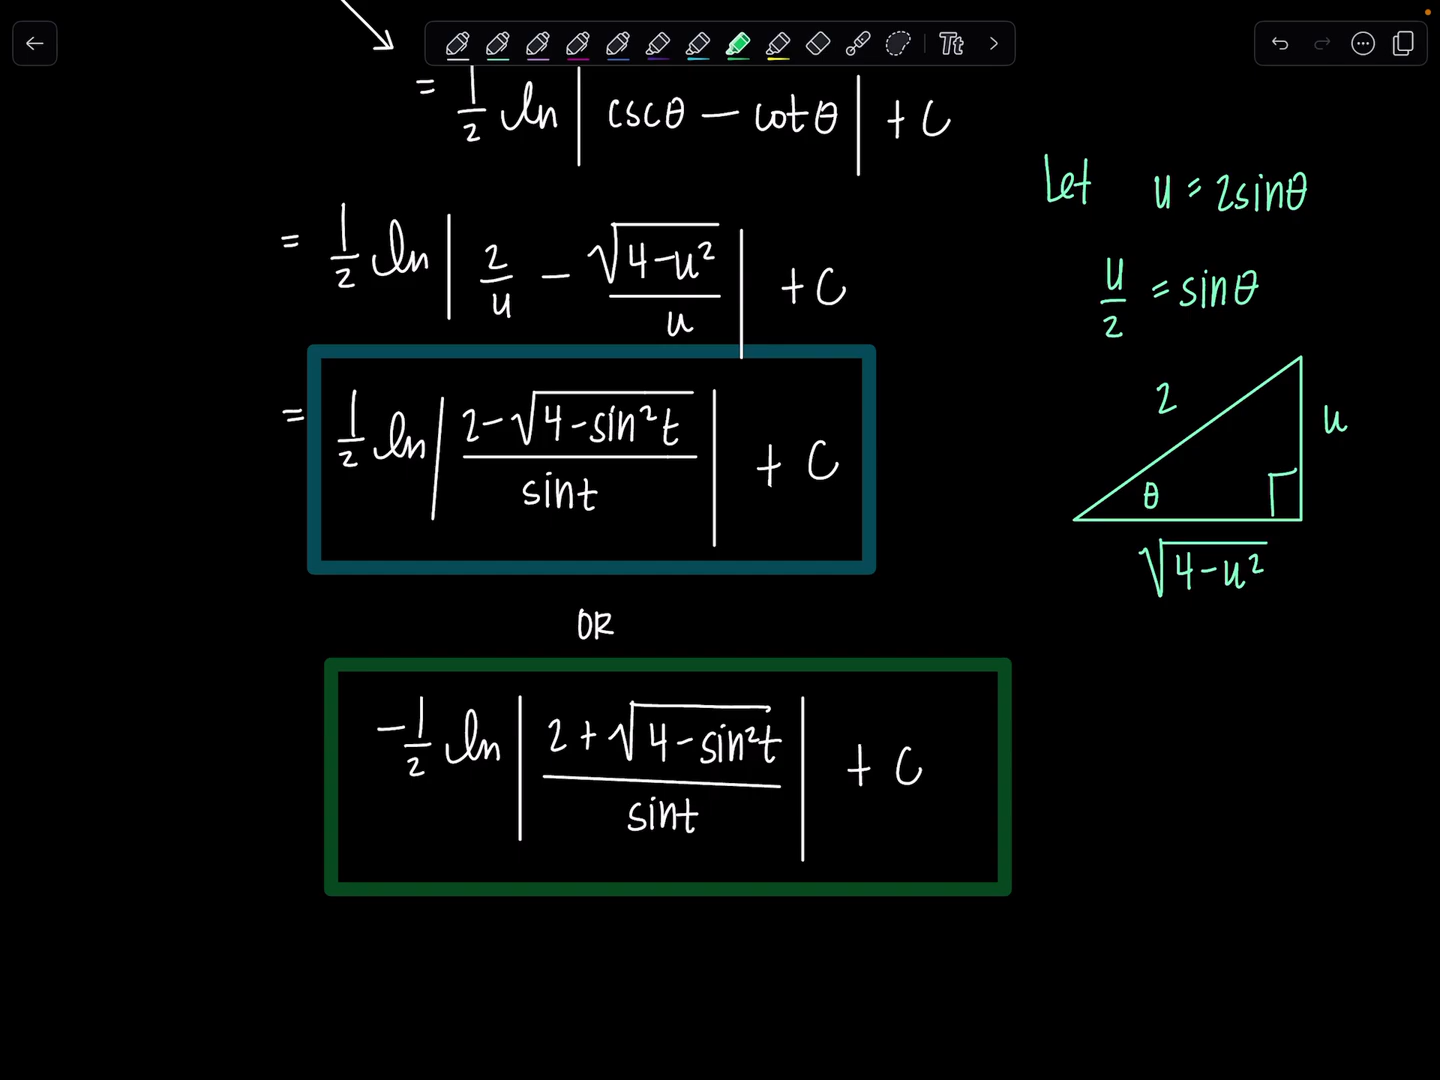 Tt
= 1/2 ln | cscθ − cotθ | + C
= 1/2 ln | 2/u − √(4−u²)/u | + C
= 1/2 ln | (2−√(4−sin²t))/sint | + C
OR
−1/2 ln | (2+√(4−sin²t))/sint | + C
Let u = 2sinθ
u/2 = sinθ
2
u
θ
√(4−u²)